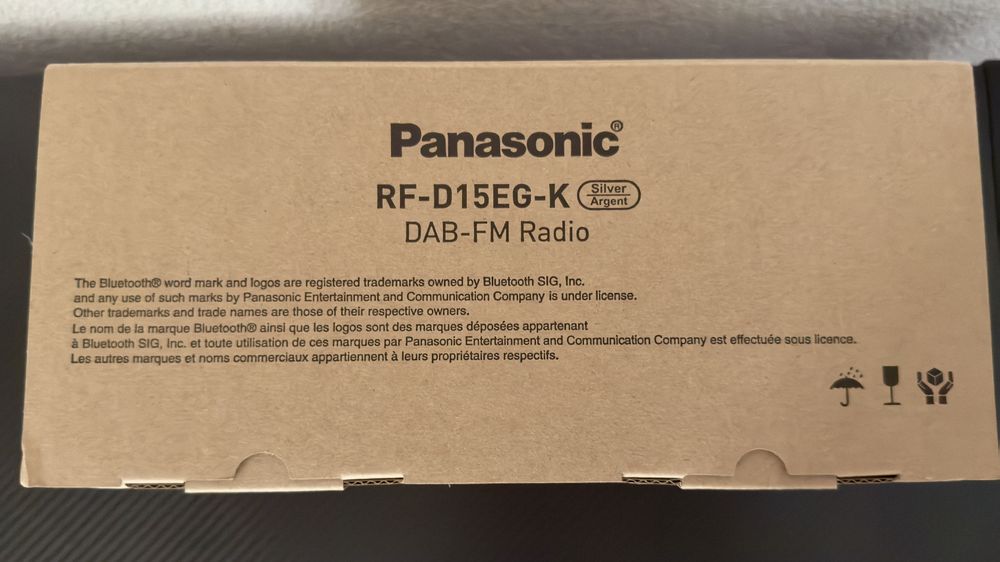 Panasonic®
RF-D15EG-K Silver
Argent
DAB-FM Radio
The Bluetooth® word mark and logos are registered trademarks owned by Bluetooth SIG, Inc.
and any use of such marks by Panasonic Entertainment and Communication Company is under license.
Other trademarks and trade names are those of their respective owners.
Le nom de la marque Bluetooth® ainsi que les logos sont des marques déposées appartenant
à Bluetooth SIG, Inc. et toute utilisation de ces marques par Panasonic Entertainment and Communication Company est effectuée sous licence.
Les autres marques et noms commerciaux appartiennent à leurs propriétaires respectifs.